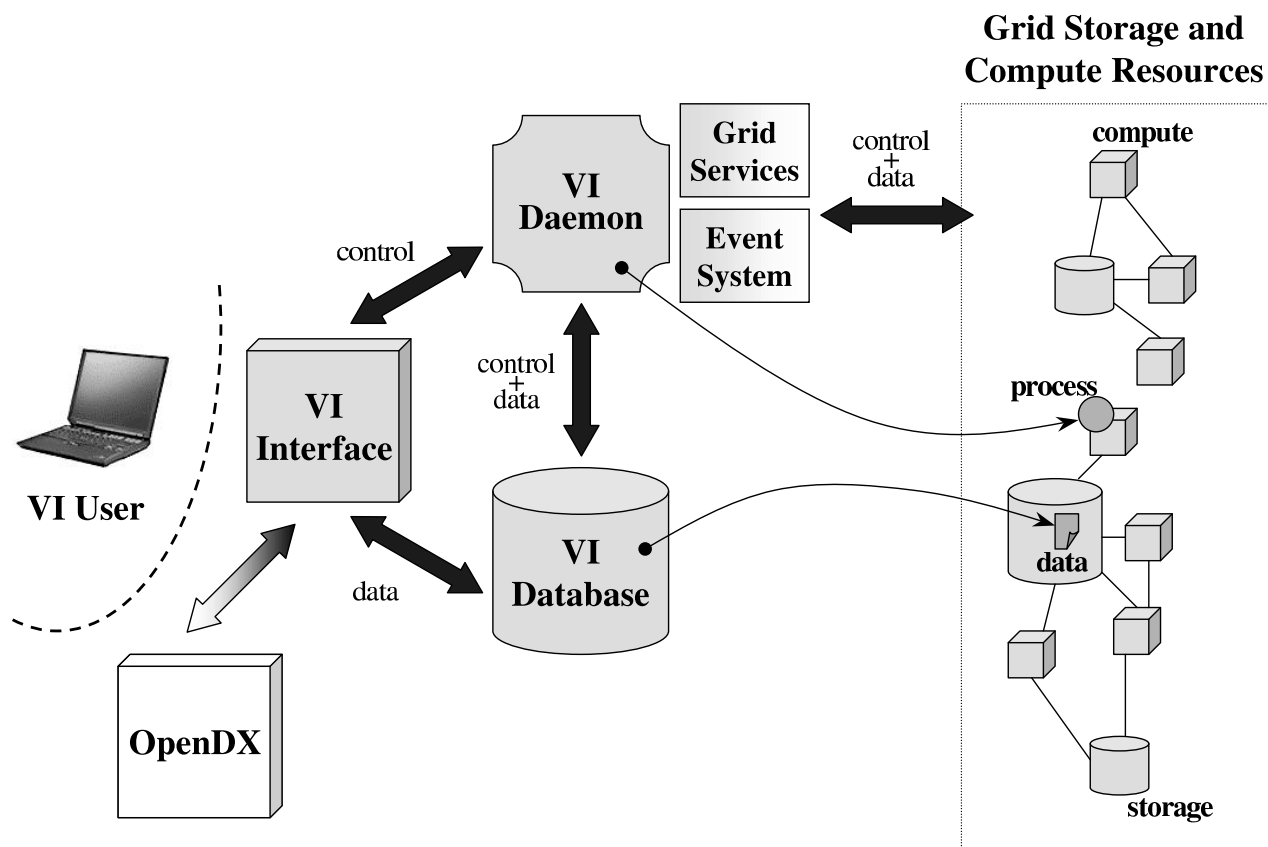 Grid Storage and
Compute Resources
compute
Grid
Services
control
+
data
VI
Daemon
Event
System
control
control
+
data
process
VI
Interface
VI User
VI
Database
data
data
OpenDX
storage